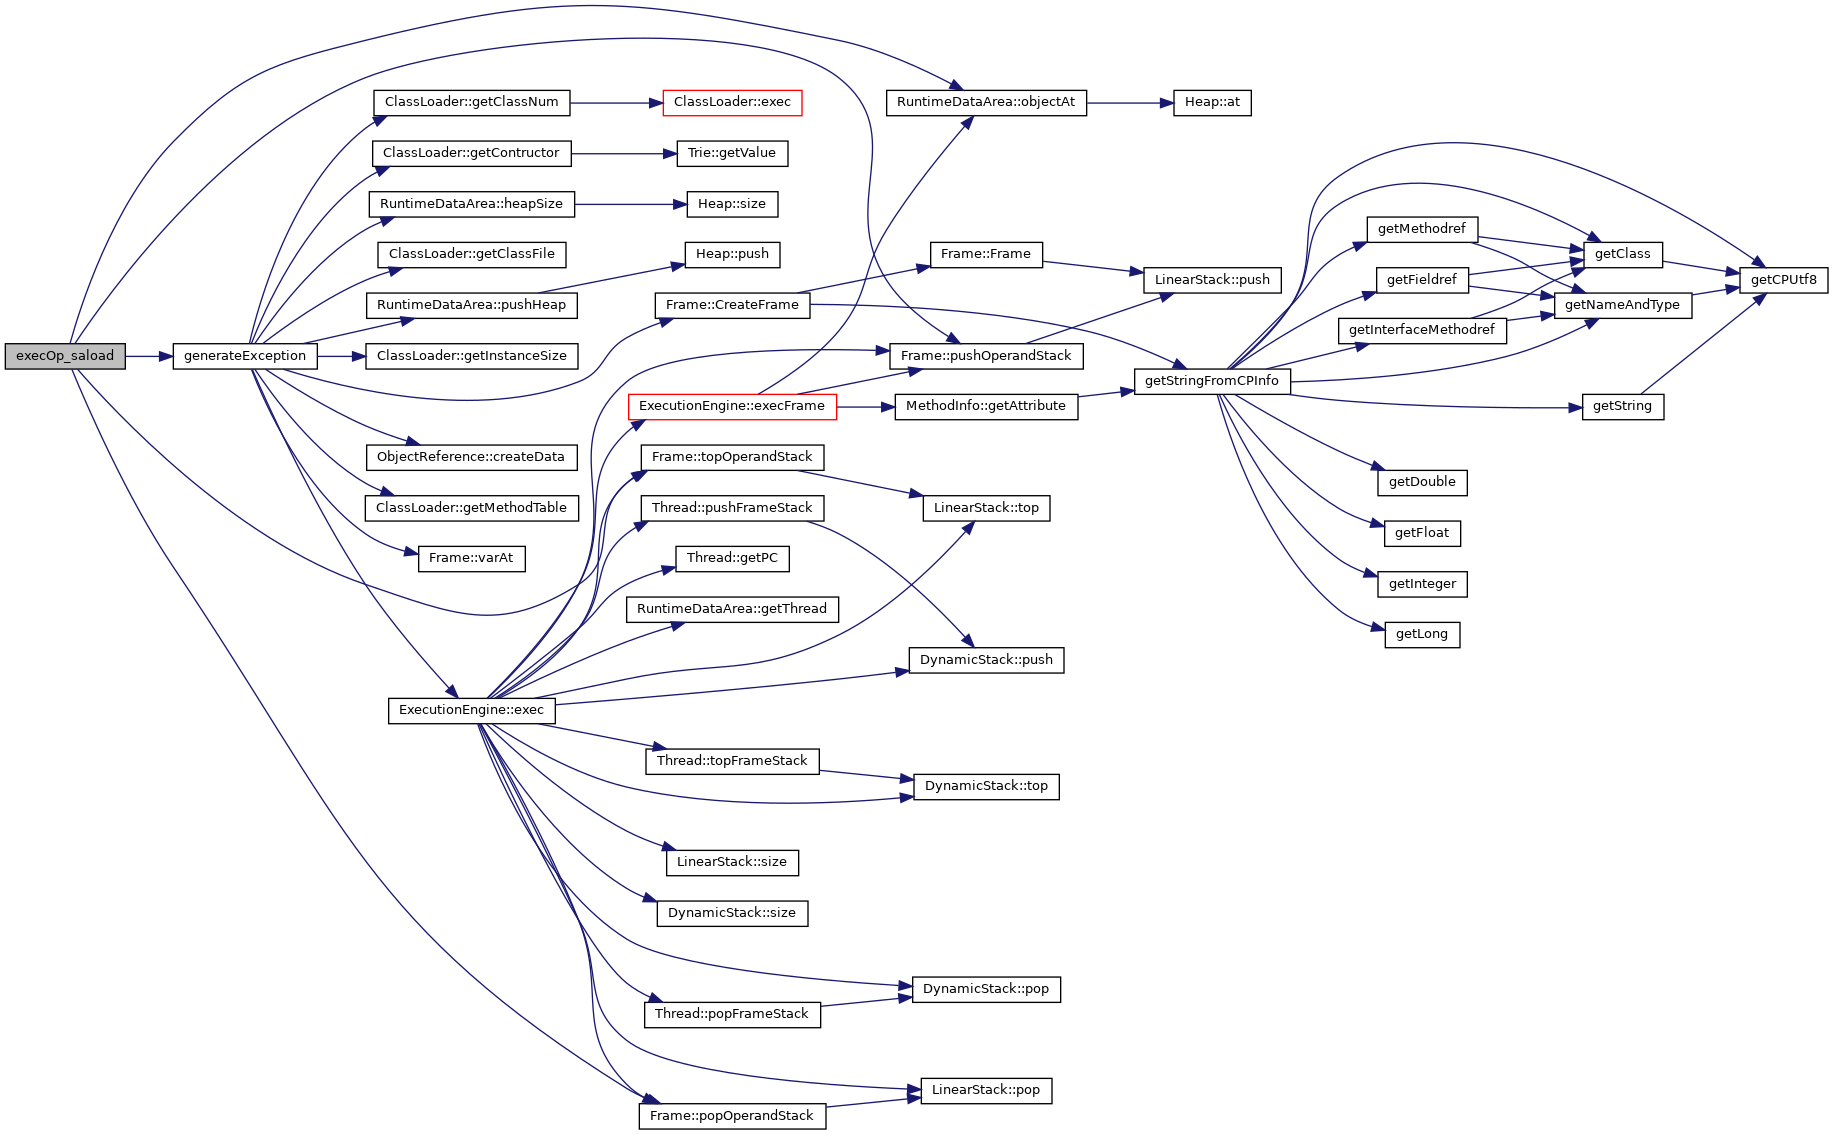 execOp_saload
generateException
ClassLoader::getClassNum
ClassLoader::getContructor
RuntimeDataArea::heapSize
ClassLoader::getClassFile
RuntimeDataArea::pushHeap
ClassLoader::getInstanceSize
ObjectReference::createData
ClassLoader::getMethodTable
Frame::varAt
ExecutionEngine::exec
ClassLoader::exec
Trie::getValue
Heap::size
Heap::push
Frame::CreateFrame
ExecutionEngine::execFrame
Frame::topOperandStack
Thread::pushFrameStack
Thread::getPC
RuntimeDataArea::getThread
Thread::topFrameStack
LinearStack::size
DynamicStack::size
Thread::popFrameStack
Frame::popOperandStack
RuntimeDataArea::objectAt
Frame::Frame
Frame::pushOperandStack
MethodInfo::getAttribute
LinearStack::top
DynamicStack::push
DynamicStack::top
DynamicStack::pop
LinearStack::pop
Heap::at
LinearStack::push
getStringFromCPInfo
getMethodref
getFieldref
getInterfaceMethodref
getDouble
getFloat
getInteger
getLong
getClass
getNameAndType
getString
getCPUtf8